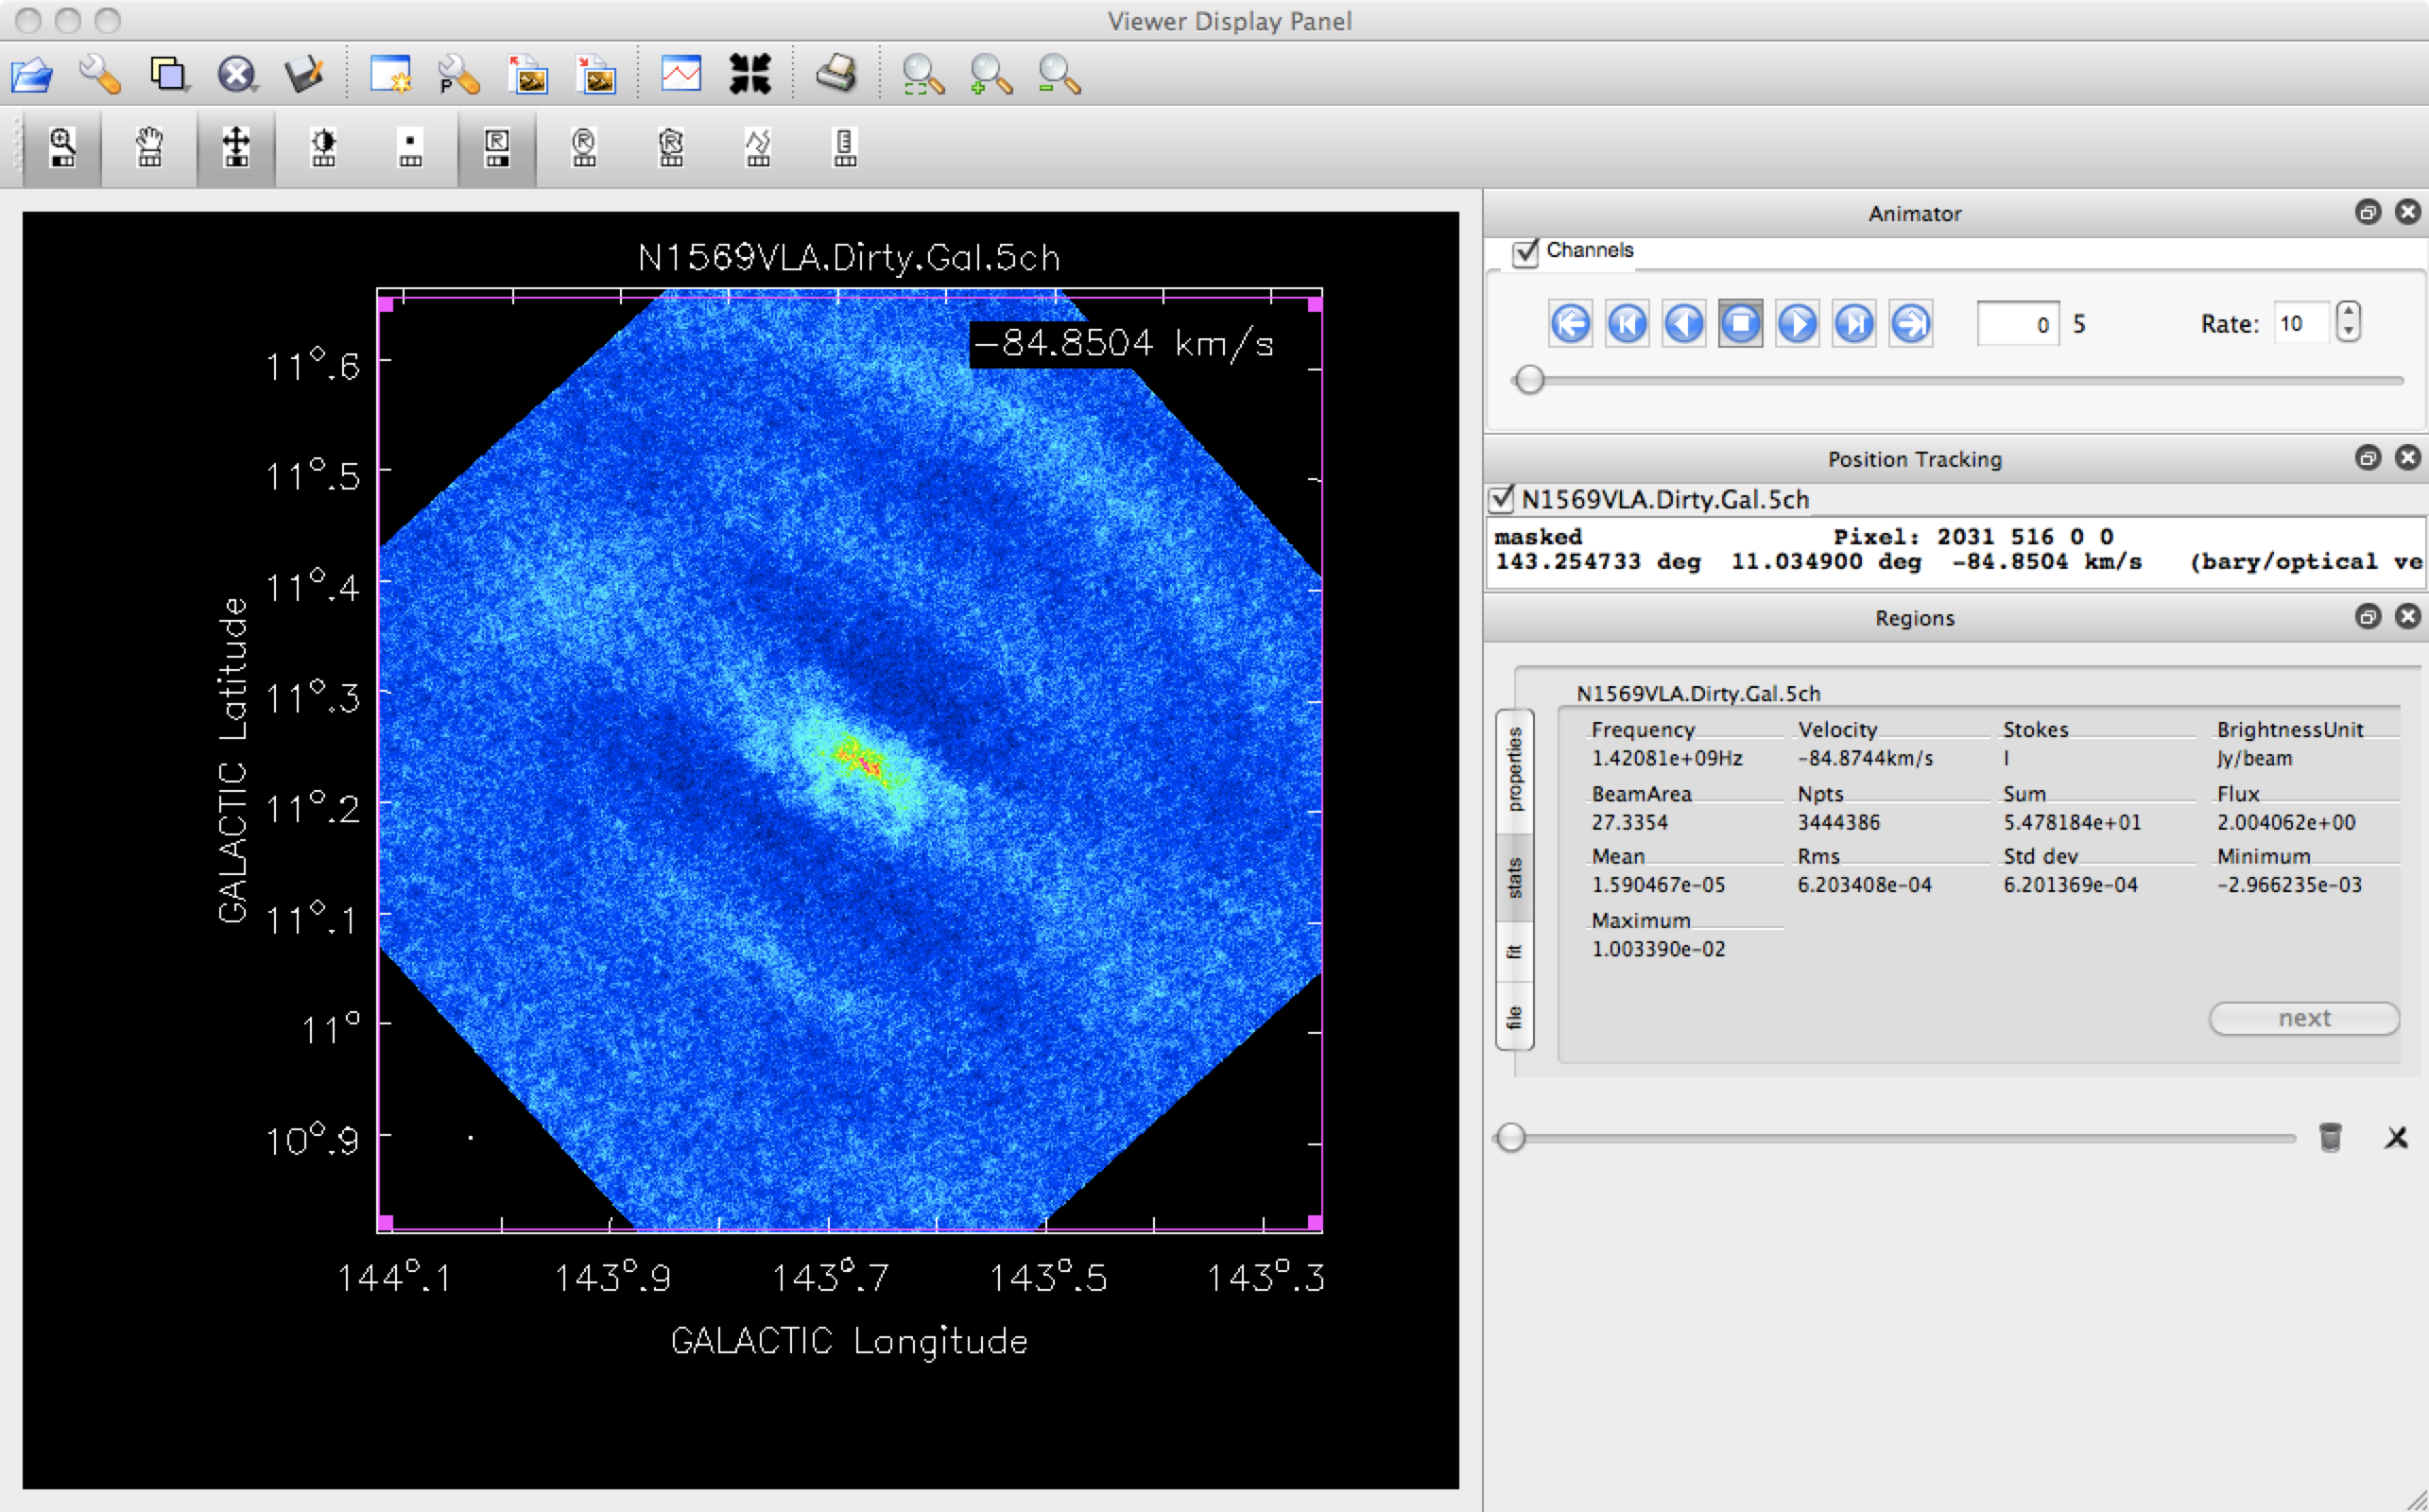 Viewer Display Panel
P
R
R
R
N1569VLA.Dirty.Gal.5ch
-84.8504 km/s
11°.6
11°.5
11°.4
11°.3
11°.2
11°.1
11°
10°.9
GALACTIC Latitude
144°.1 143°.9 143°.7 143°.5 143°.3
GALACTIC Longitude
Animator
Channels
0 5 Rate: 10
Position Tracking
N1569VLA.Dirty.Gal.5ch
masked Pixel: 2031 516 0 0
143.254733 deg 11.034900 deg -84.8504 km/s (bary/optical ve
Regions
properties
stats
fit
file
N1569VLA.Dirty.Gal.5ch
Frequency Velocity Stokes BrightnessUnit
1.42081e+09Hz -84.8744km/s I Jy/beam
BeamArea Npts Sum Flux
27.3354 3444386 5.478184e+01 2.004062e+00
Mean Rms Std dev Minimum
1.590467e-05 6.203408e-04 6.201369e-04 -2.966235e-03
Maximum
1.003390e-02
next